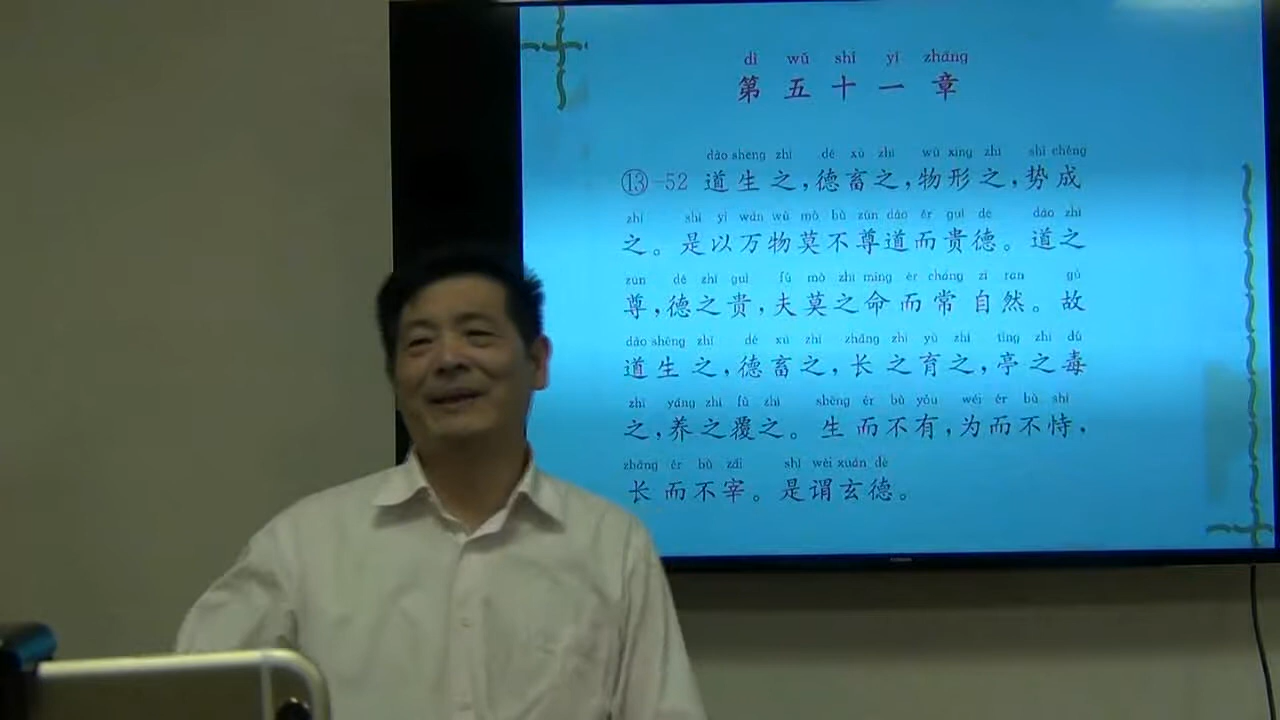 dì wǔ shí yī zhāng
第五十一章
dào shēng zhī dé xù zhī wù xíng zhī shì chéng
⑬-52 道生之，德畜之，物形之，势成
zhī shì yǐ wàn wù mò bù zūn dào ér guì dé dào zhī
之。是以万物莫不尊道而贵德。道之
zūn dé zhī guì fú mò zhī mìng ér cháng zì rán gù
尊，德之贵，夫莫之命而常自然。故
dào shēng zhī dé xù zhī zhǎng zhī yù zhī tíng zhī dú
道生之，德畜之，长之育之，亭之毒
zhī yǎng zhī fù zhī shēng ér bù yǒu wéi ér bù shì
之，养之覆之。生而不有，为而不恃，
zhǎng ér bù zǎi shì wèi xuán dé
长而不宰。是谓玄德。